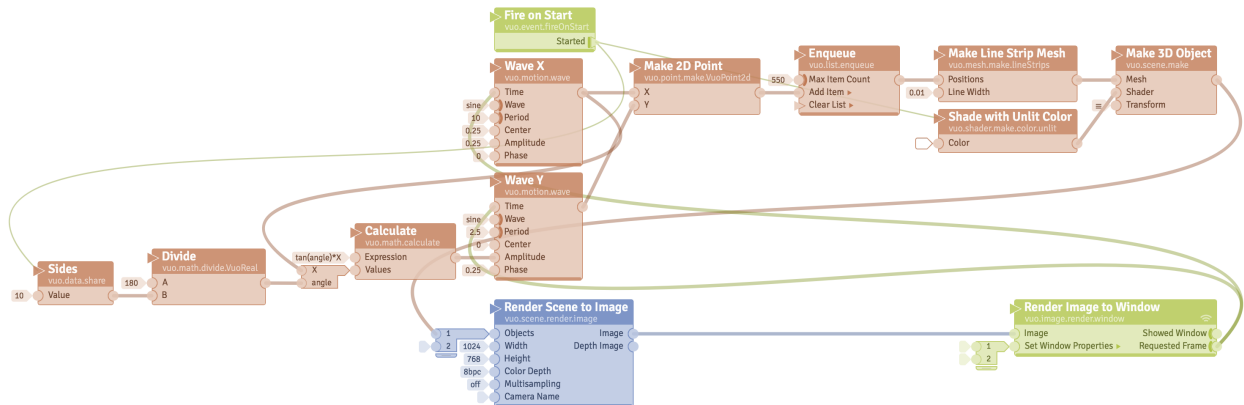 Fire on Start
vuo.event.fireOnStart
Started
Wave X
vuo.motion.wave
Time
sine Wave
10 Period
0.25 Center
0.25 Amplitude
0 Phase
Make 2D Point
vuo.point.make.VuoPoint2d
X
Y
Enqueue
vuo.list.enqueue
550 Max Item Count
Add Item
Clear List
Make Line Strip Mesh
vuo.mesh.make.lineStrips
Positions
0.01 Line Width
Make 3D Object
vuo.scene.make
Mesh
Shader
Transform
Shade with Unlit Color
vuo.shader.make.color.unlit
Color
Wave Y
vuo.motion.wave
Time
sine Wave
2.5 Period
0 Center
Amplitude
0.25 Phase
Sides
vuo.data.share
10 Value
Divide
vuo.math.divide.VuoReal
180 A
B
X
angle
Calculate
vuo.math.calculate
tan(angle)*X Expression
Values
Render Scene to Image
vuo.scene.render.image
1 Objects Image
2 1024 Width Depth Image
768 Height
8bpc Color Depth
off Multisampling
Camera Name
Render Image to Window
vuo.image.render.window
Image Showed Window
1 Set Window Properties Requested Frame
2